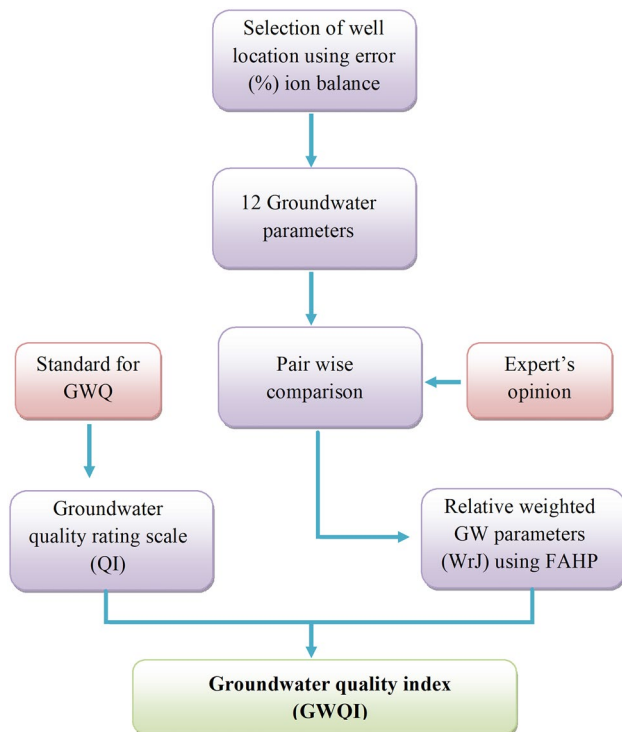 Selection of well
location using error
(%) ion balance
12 Groundwater
parameters
Standard for
GWQ
Pair wise
comparison
Expert's
opinion
Groundwater
quality rating scale
(QI)
Relative weighted
GW parameters
(WrJ) using FAHP
Groundwater quality index
(GWQI)